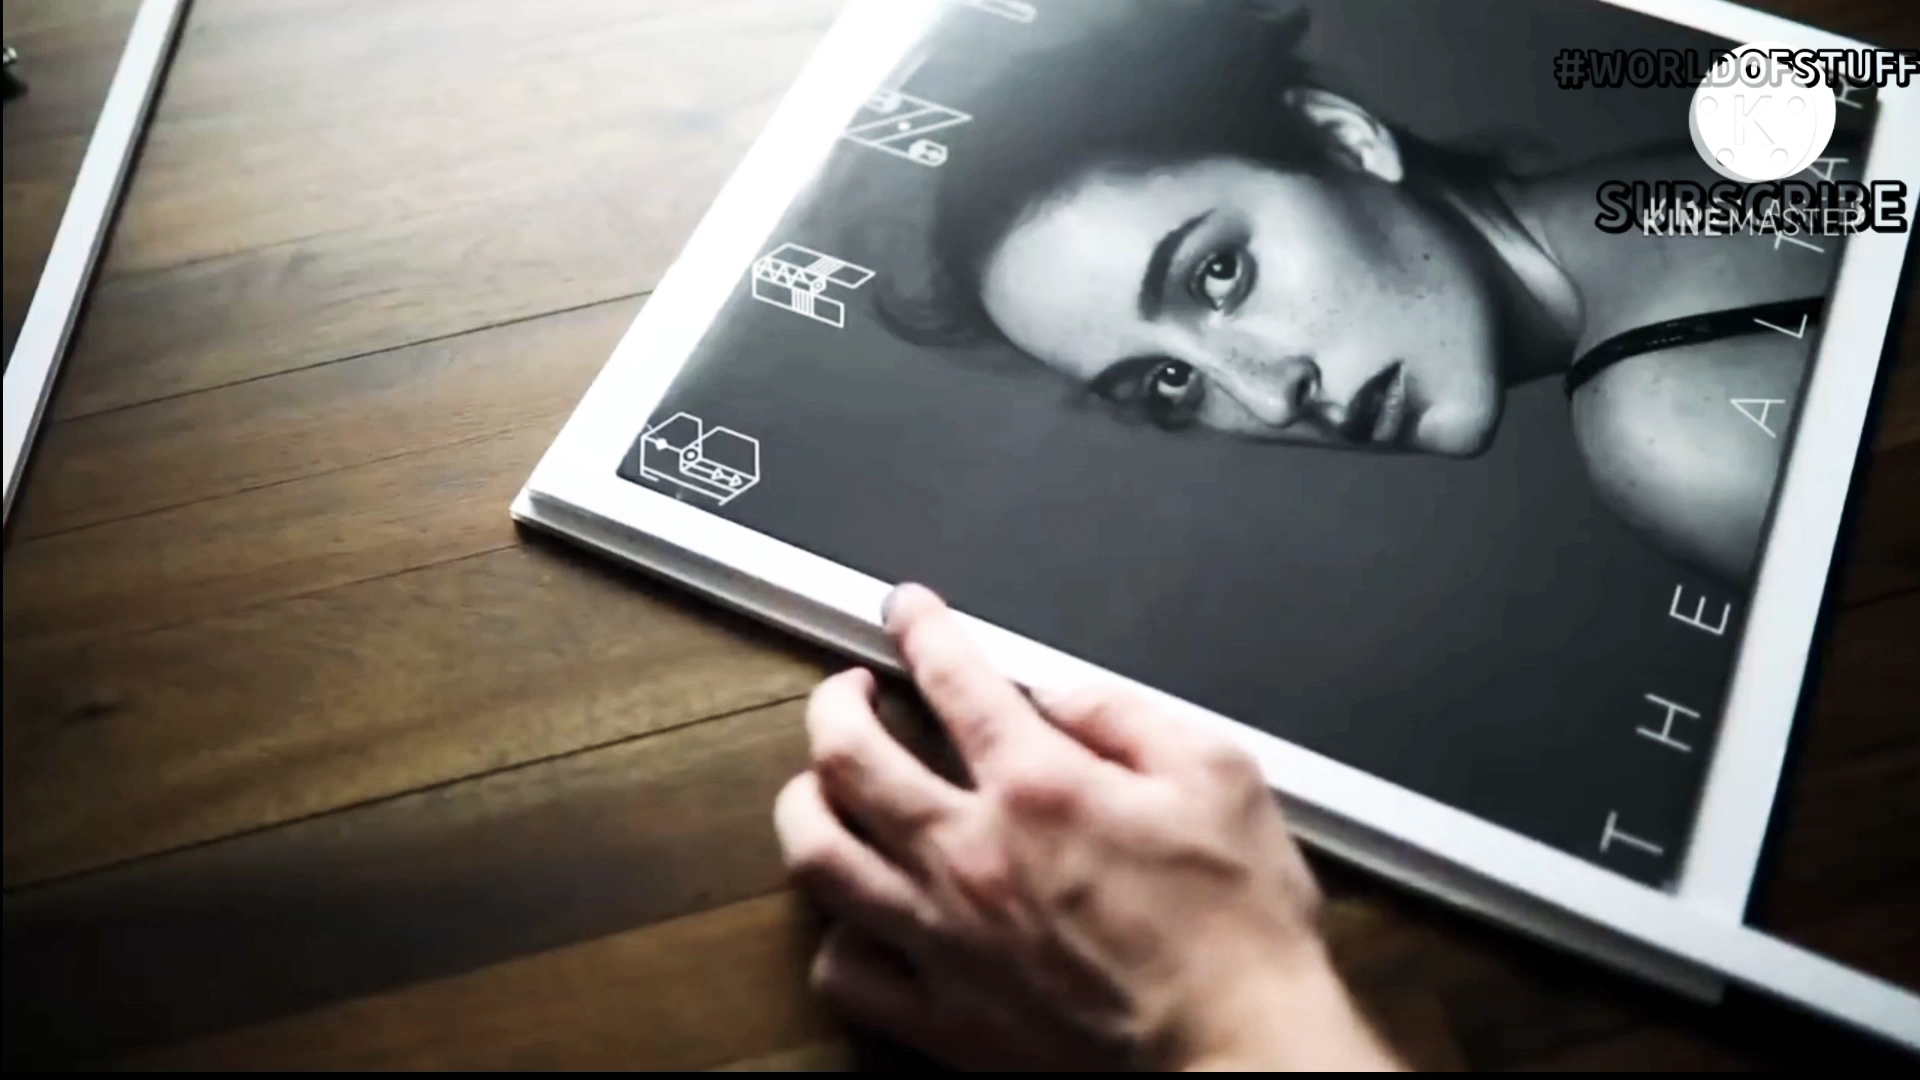 #WORLDOFSTUFF
K
SUBSCRIBE
KINEMASTER
THE ALTAR